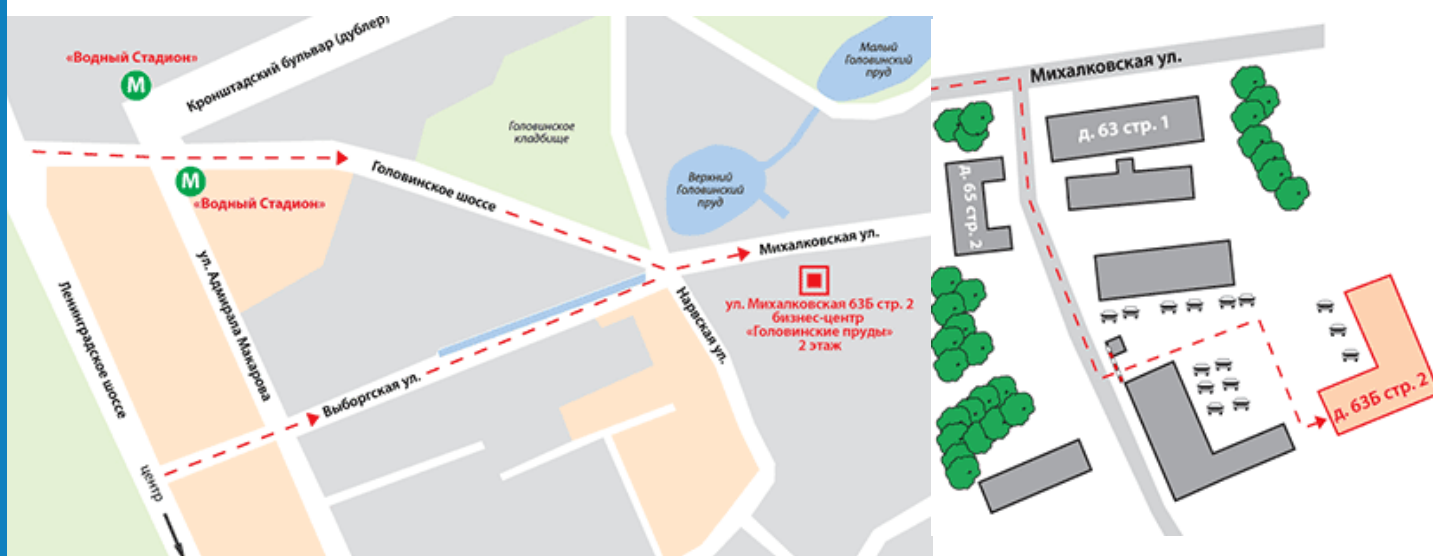 «Водный Стадион»
М
Кронштадский бульвар (дублер)
Малый
Головинский
пруд
Головинское
кладбище
М
«Водный Стадион»
Головинское шоссе
Верхний
Головинский
пруд
Михалковская ул.
ул. Михалковская 63Б стр. 2
бизнес-центр
«Головинские пруды»
2 этаж
Нарвская ул.
ул. Адмирала Макарова
Ленинградское шоссе
Выборгская ул.
центр
Михалковская ул.
д. 63 стр. 1
д. 65 стр. 2
д. 63Б стр. 2